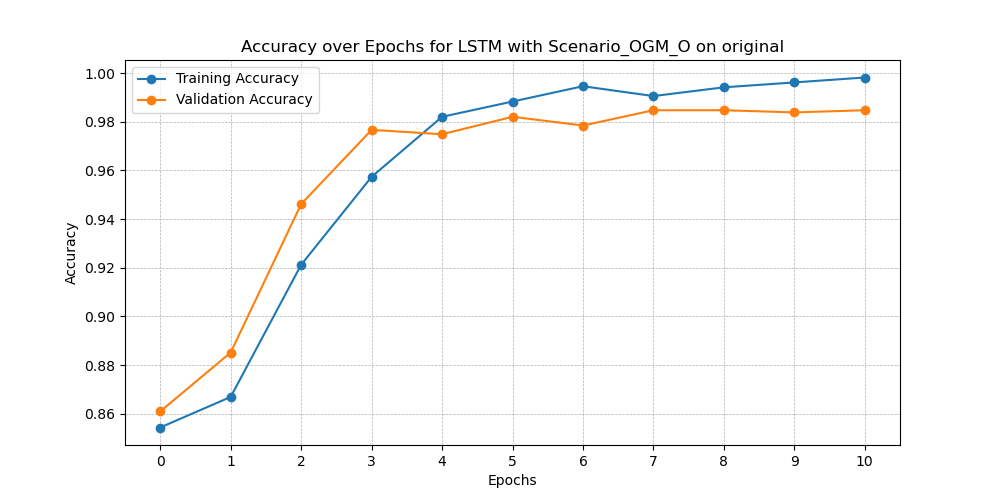 Accuracy over Epochs for LSTM with Scenario_OGM_O on original
Training Accuracy
Validation Accuracy
1.00
0.98
0.96
0.94
0.92
0.90
0.88
0.86
Accuracy
0 1 2 3 4 5 6 7 8 9 10
Epochs